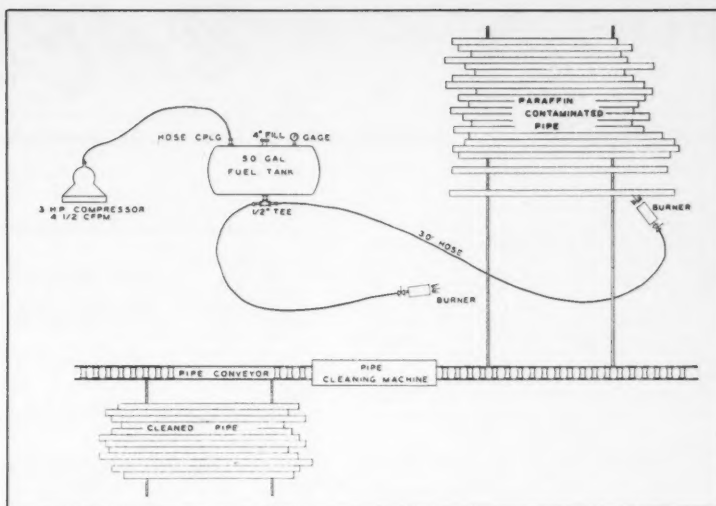 PARAFFIN
CONTAMINATED
PIPE
HOSE CPLG
4" FILL
GAGE
50 GAL
FUEL TANK
3 H.P. COMPRESSOR
4 1/2 CFPM
1/2" TEE
30' HOSE
BURNER
BURNER
PIPE CONVEYOR
PIPE
CLEANING MACHINE
CLEANED PIPE